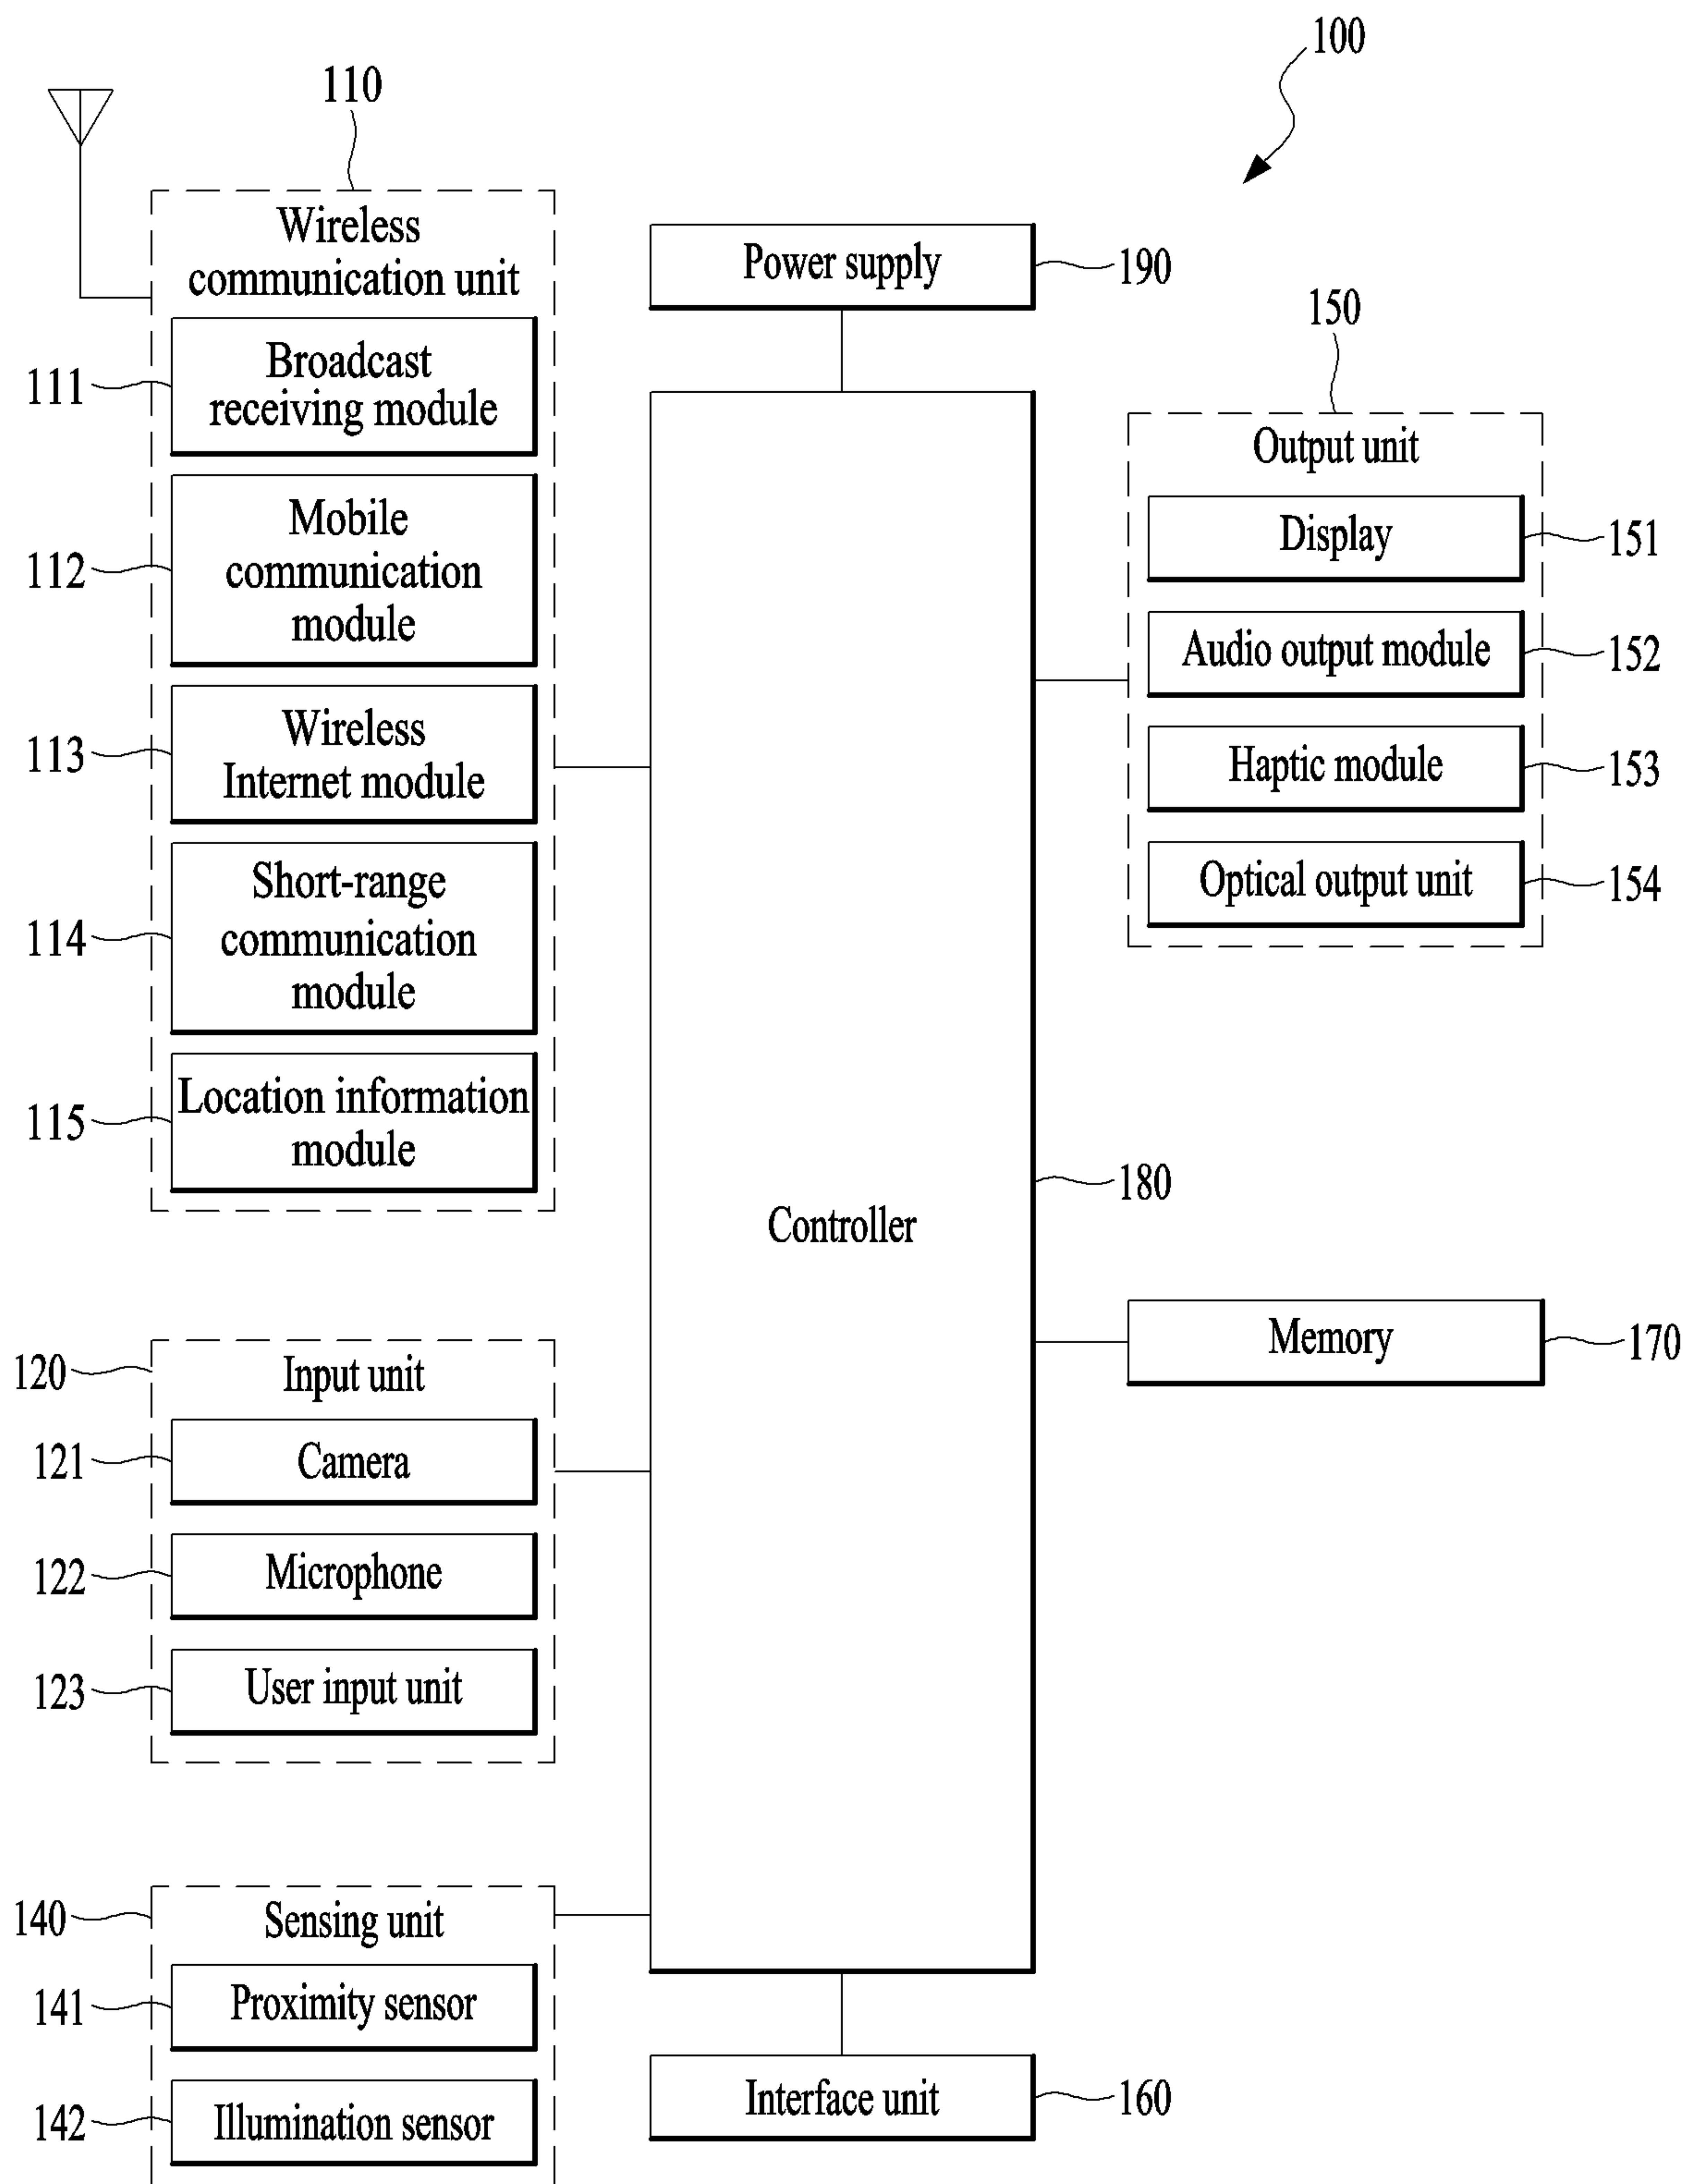 100
110
Wireless
communication unit
111
Broadcast
receiving module
112
Mobile
communication
module
113
Wireless
Internet module
114
Short-range
communication
module
115
Location information
module
120
Input unit
121
Camera
122
Microphone
123
User input unit
140
Sensing unit
141
Proximity sensor
142
Illumination sensor
Power supply
190
Controller
180
Interface unit
160
150
Output unit
Display
151
Audio output module
152
Haptic module
153
Optical output unit
154
Memory
170